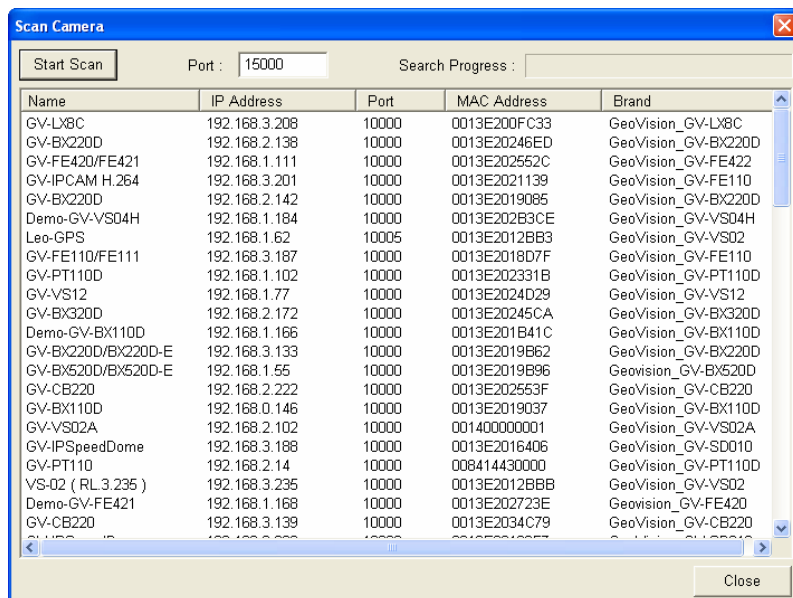 Scan Camera
Start Scan Port : 15000 Search Progress :
Name IP Address Port MAC Address Brand
GV-LX8C 192.168.3.208 10000 0013E200FC33 GeoVision_GV-LX8C
GV-BX220D 192.168.2.138 10000 0013E20246ED GeoVision_GV-BX220D
GV-FE420/FE421 192.168.1.111 10000 0013E202552C GeoVision_GV-FE422
GV-IPCAM H.264 192.168.3.201 10000 0013E2021139 GeoVision_GV-FE110
GV-BX220D 192.168.2.142 10000 0013E2019085 GeoVision_GV-BX220D
Demo-GV-VS04H 192.168.1.184 10000 0013E202B3CE GeoVision_GV-VS04H
Leo-GPS 192.168.1.62 10005 0013E2012BB3 GeoVision_GV-VS02
GV-FE110/FE111 192.168.3.187 10000 0013E2018D7F GeoVision_GV-FE110
GV-PT110D 192.168.1.102 10000 0013E202331B GeoVision_GV-PT110D
GV-VS12 192.168.1.77 10000 0013E2024D29 GeoVision_GV-VS12
GV-BX320D 192.168.2.172 10000 0013E20245CA GeoVision_GV-BX320D
Demo-GV-BX110D 192.168.1.166 10000 0013E201B41C GeoVision_GV-BX110D
GV-BX220D/BX220D-E 192.168.3.133 10000 0013E2019B62 GeoVision_GV-BX220D
GV-BX520D/BX520D-E 192.168.1.55 10000 0013E2019B96 Geovision_GV-BX520D
GV-CB220 192.168.2.222 10000 0013E202553F GeoVision_GV-CB220
GV-BX110D 192.168.0.146 10000 0013E2019037 GeoVision_GV-BX110D
GV-VS02A 192.168.2.102 10000 001400000001 GeoVision_GV-VS02A
GV-IPSpeedDome 192.168.3.188 10000 0013E2016406 GeoVision_GV-SD010
GV-PT110 192.168.2.14 10000 008414430000 GeoVision_GV-PT110D
VS-02 ( RL.3.235 ) 192.168.3.235 10000 0013E2012BBB GeoVision_GV-VS02
Demo-GV-FE421 192.168.1.168 10000 0013E202723E Geovision_GV-FE420
GV-CB220 192.168.3.139 10000 0013E2034C79 GeoVision_GV-CB220
Close